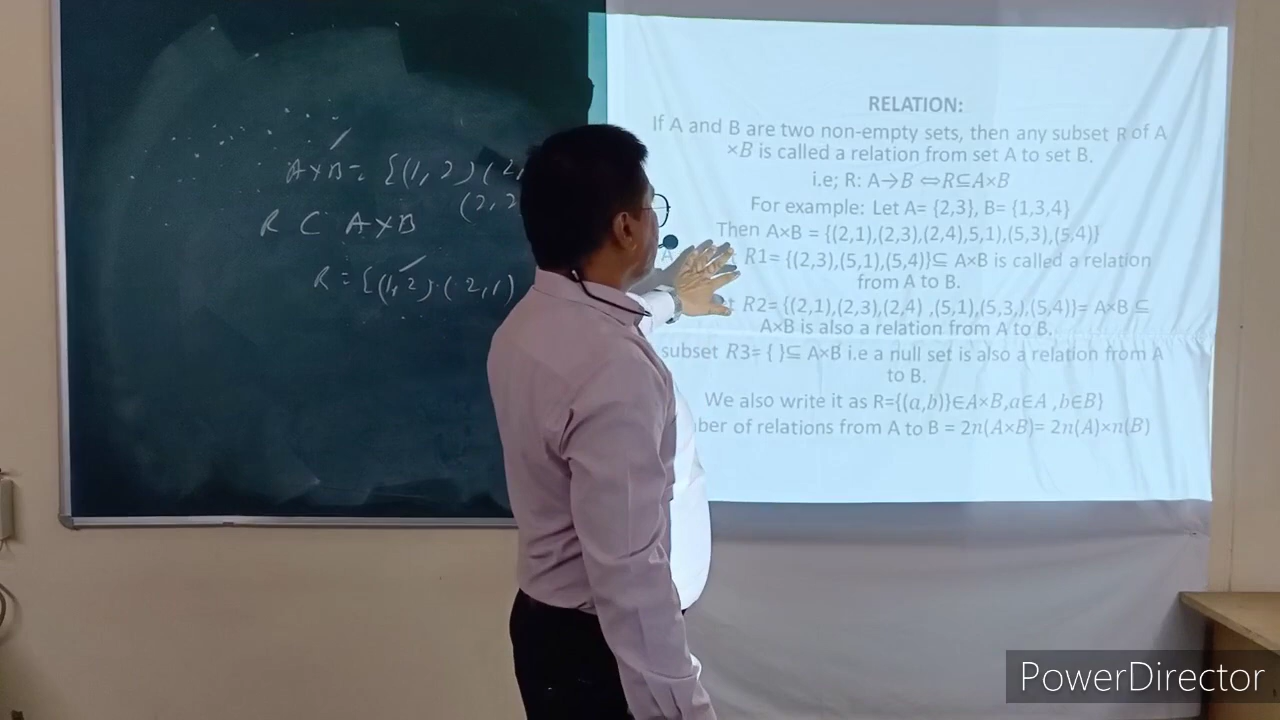 A×B= {(1,2)(2,
(2,2
R ⊂ A×B
R = {(1,2).(2,1)
RELATION:
If A and B are two non-empty sets, then any subset R of A
×B is called a relation from set A to set B.
i.e; R: A→B ⇔R⊆A×B
For example: Let A= {2,3}, B= {1,3,4}
Then A×B = {(2,1),(2,3),(2,4),5,1),(5,3),(5,4)}
A R1= {(2,3),(5,1),(5,4)}⊆ A×B is called a relation
from A to B.
R2= {(2,1),(2,3),(2,4) ,(5,1),(5,3,),(5,4)}= A×B ⊆
A×B is also a relation from A to B.
subset R3= { }⊆ A×B i.e a null set is also a relation from A
to B.
We also write it as R={(a,b)}∈A×B,a∈A ,b∈B}
ber of relations from A to B = 2n(A×B)= 2n(A)×n(B)
PowerDirector